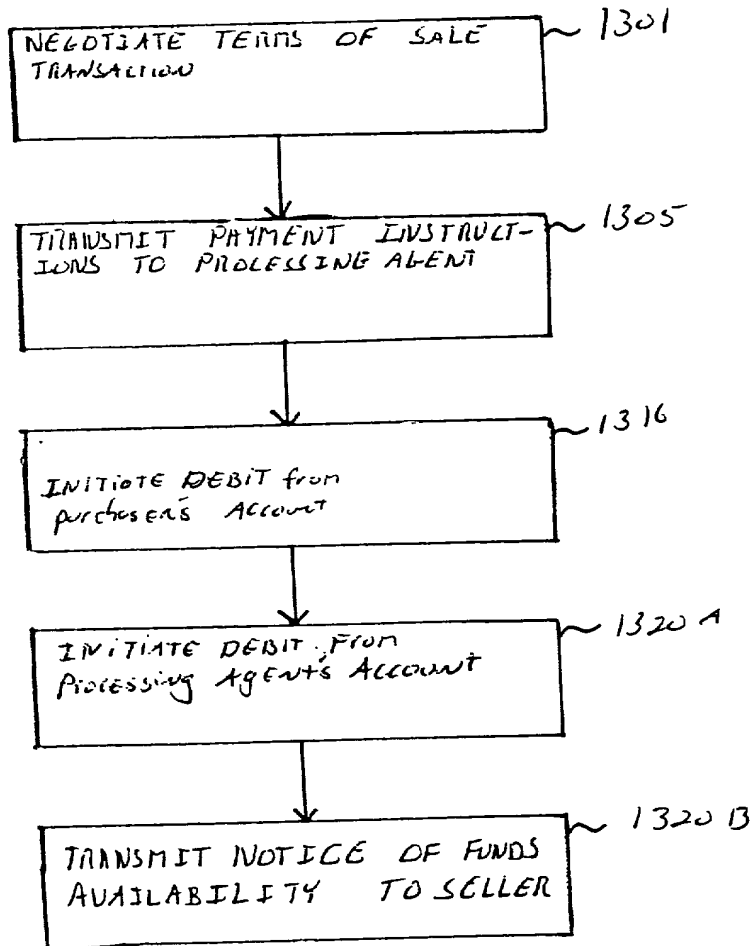 NEGOTIATE TERMS OF SALE
TRANSACTION
1301
TRANSMIT PAYMENT INSTRUCT-
IONS TO PROCESSING AGENT
1305
INITIATE DEBIT from
purchaser's ACCOUNT
1316
INITIATE DEBIT From
Processing AgENt's ACCOUNT
1320 A
TRANSMIT NOTICE OF FUNDS
AVAILABILITY TO SELLER
1320 B